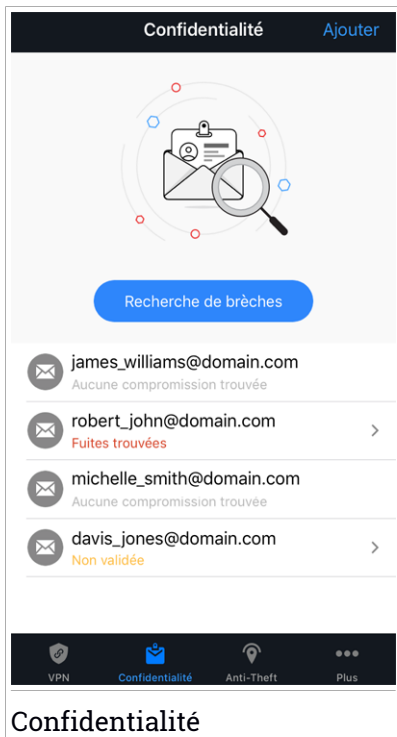 Confidentialité
Ajouter
Recherche de brèches
james_williams@domain.com
Aucune compromission trouvée
robert_john@domain.com
Fuites trouvées
michelle_smith@domain.com
Aucune compromission trouvée
davis_jones@domain.com
Non validée
VPN
Confidentialité
Anti-Theft
Plus
Confidentialité